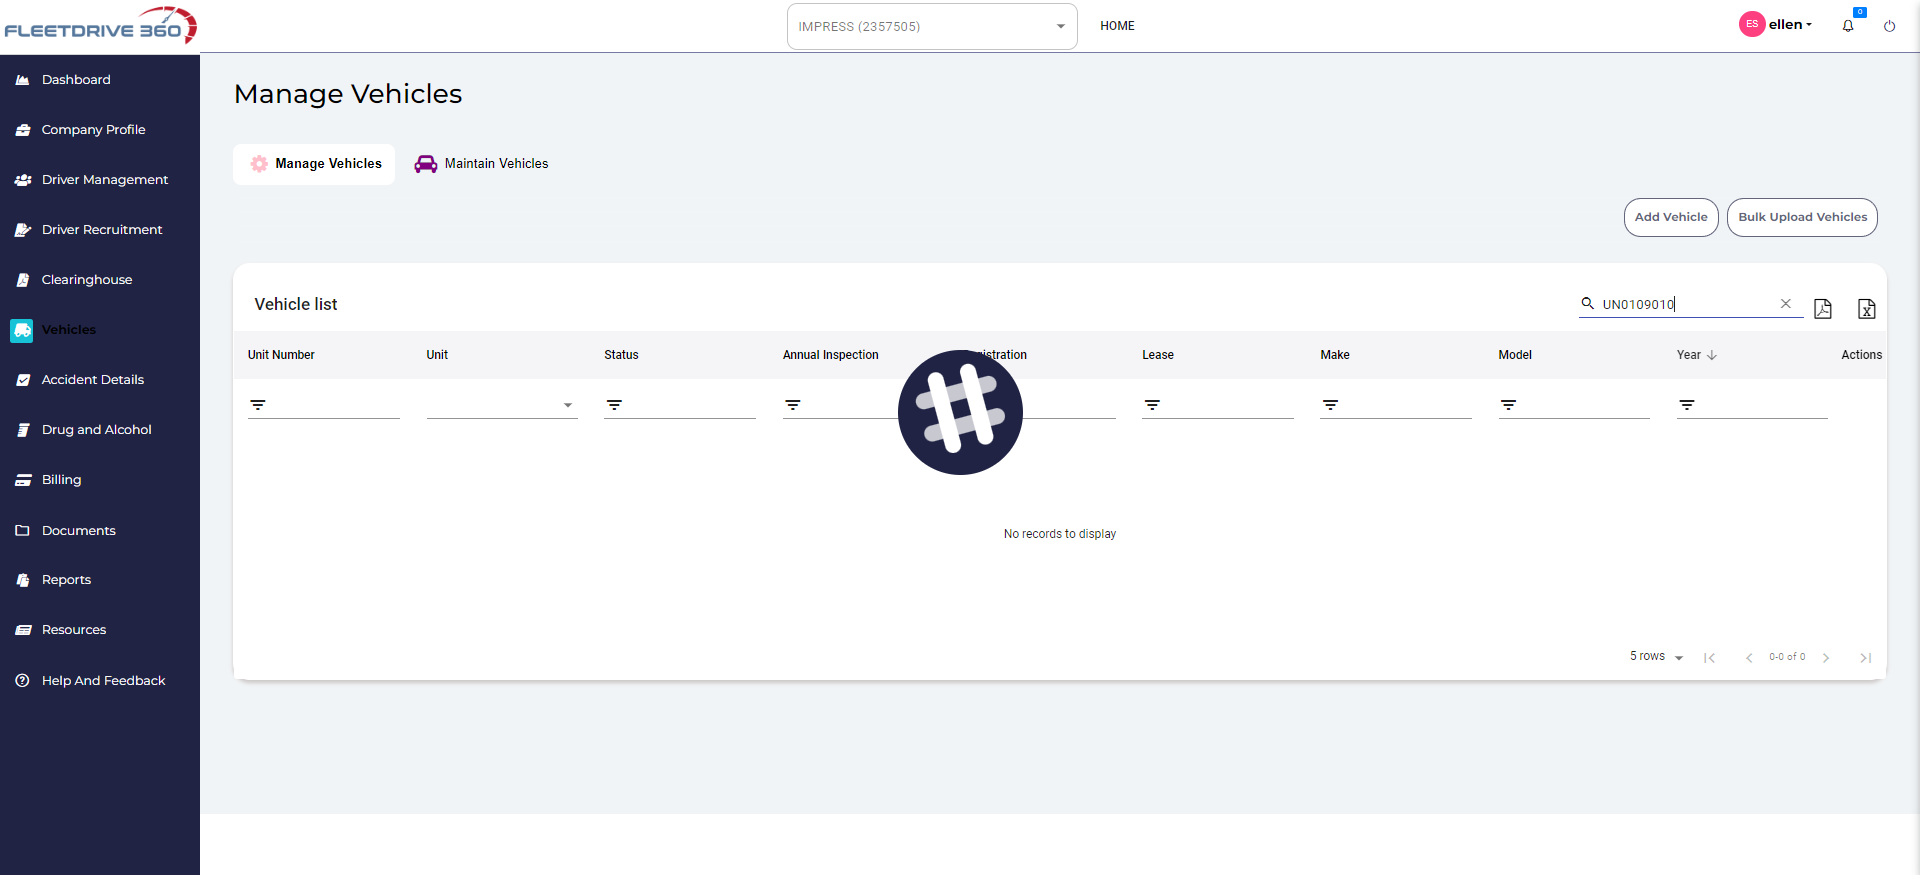 FLEETDRIVE 360
IMPRESS (2357505)
HOME
ES
ellen
0
Dashboard
Company Profile
Driver Management
Driver Recruitment
Clearinghouse
Vehicles
Accident Details
Drug and Alcohol
Billing
Documents
Reports
Resources
Help And Feedback
Manage Vehicles
Manage Vehicles
Maintain Vehicles
Add Vehicle
Bulk Upload Vehicles
Vehicle list
UN0109010
Unit Number
Unit
Status
Annual Inspection
istration
Lease
Make
Model
Year
Actions
No records to display
5 rows
0-0 of 0